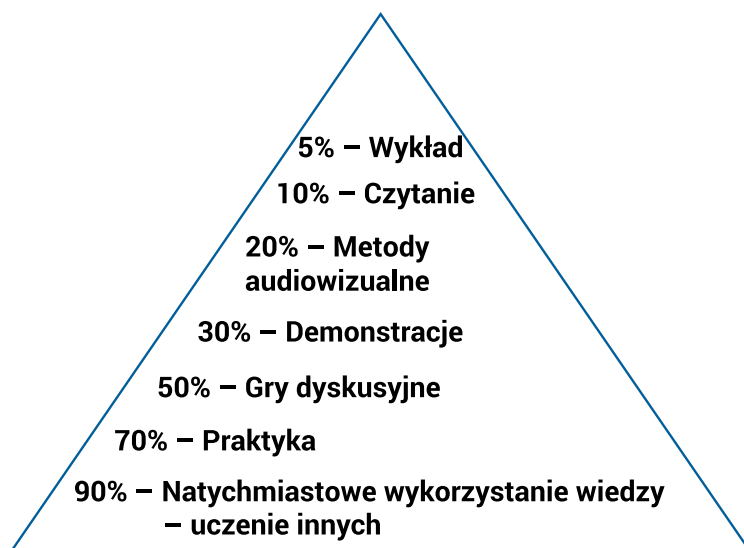 5% – Wykład
10% – Czytanie
20% – Metody
audiowizualne
30% – Demonstracje
50% – Gry dyskusyjne
70% – Praktyka
90% – Natychmiastowe wykorzystanie wiedzy
– uczenie innych